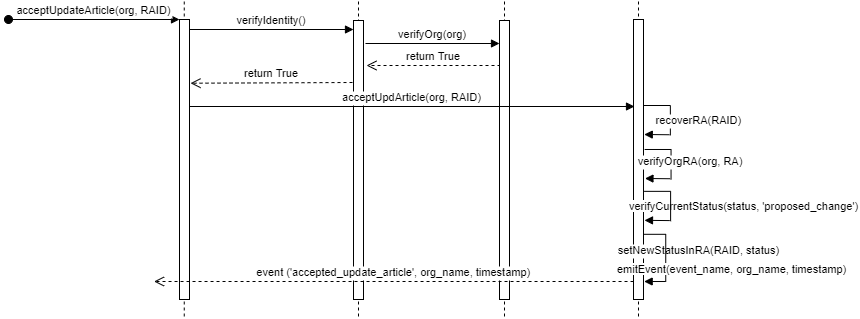 acceptUpdateArticle(org, RAID)
verifyIdentity()
verifyOrg(org)
return True
return True
acceptUpdArticle(org, RAID)
recoverRA(RAID)
verifyOrgRA(org, RA)
verifyCurrentStatus(status, 'proposed_change')
setNewStatusInRA(RAID, status)
emitEvent(event_name, org_name, timestamp)
event ('accepted_update_article', org_name, timestamp)